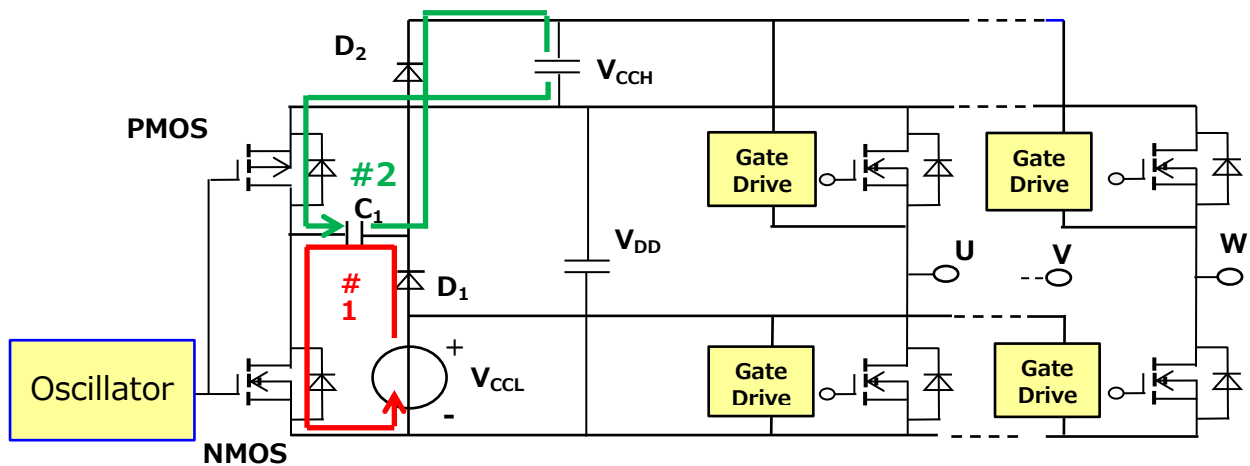 D2
VCCH
PMOS
#2
C1
Gate
Drive
Gate
Drive
VDD
U
V
W
#
1
D1
Oscillator
+
VCCL
-
Gate
Drive
Gate
Drive
NMOS